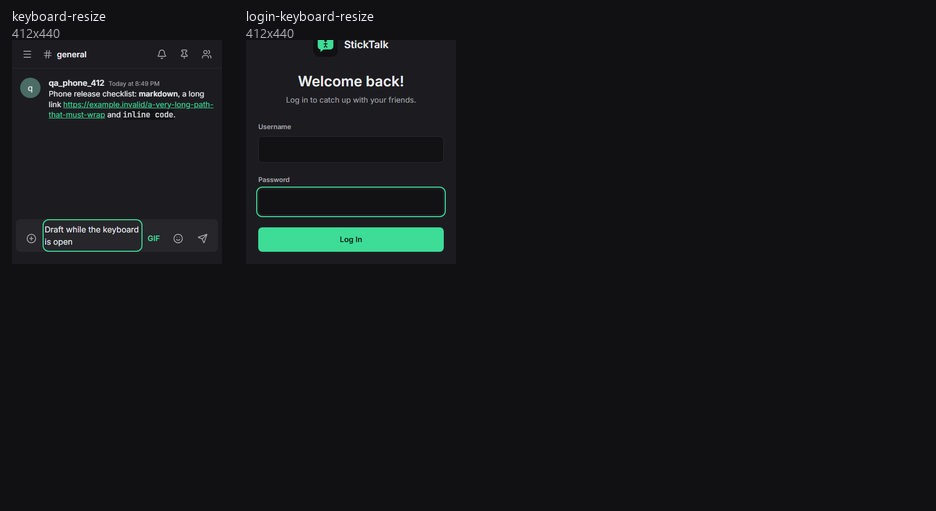 keyboard-resize
412x440
# general
q
qa_phone_412 Today at 8:49 PM
Phone release checklist: markdown, a long
link https://example.invalid/a-very-long-path-
that-must-wrap and inline code.
Draft while the keyboard
is open
GIF
login-keyboard-resize
412x440
StickTalk
Welcome back!
Log in to catch up with your friends.
Username
Password
Log In